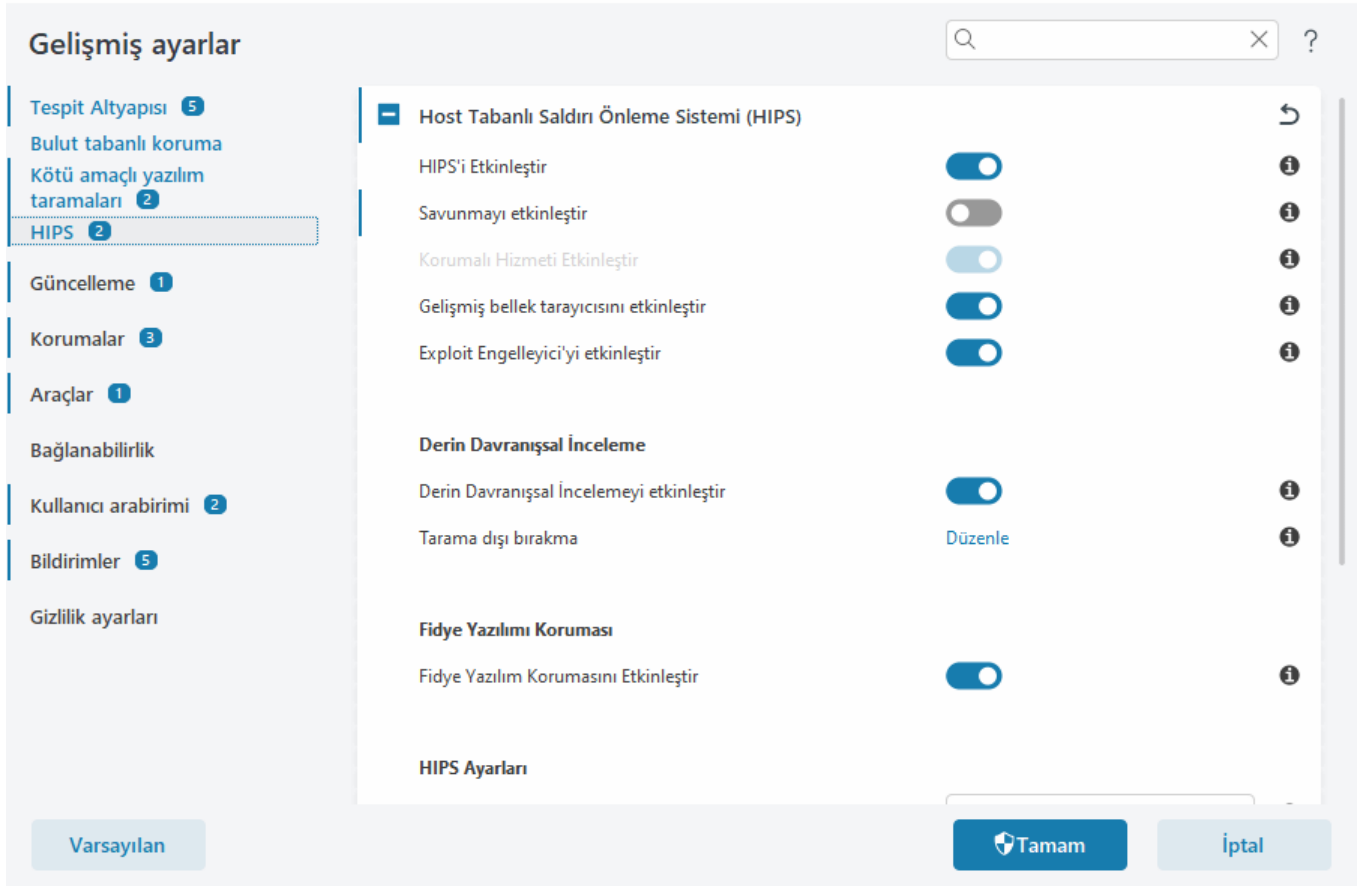 Gelişmiş ayarlar
?
Tespit Altyapısı 5
Bulut tabanlı koruma
Kötü amaçlı yazılım
taramaları 2
HIPS 2
Güncelleme 1
Korumalar 3
Araçlar 1
Bağlanabilirlik
Kullanıcı arabirimi 2
Bildirimler 5
Gizlilik ayarları
Host Tabanlı Saldırı Önleme Sistemi (HIPS)
HIPS'i Etkinleştir
Savunmayı etkinleştir
Korumalı Hizmeti Etkinleştir
Gelişmiş bellek tarayıcısını etkinleştir
Exploit Engelleyici'yi etkinleştir
Derin Davranışsal İnceleme
Derin Davranışsal İncelemeyi etkinleştir
Tarama dışı bırakma Düzenle
Fidye Yazılımı Koruması
Fidye Yazılım Korumasını Etkinleştir
HIPS Ayarları
Varsayılan
Tamam
İptal